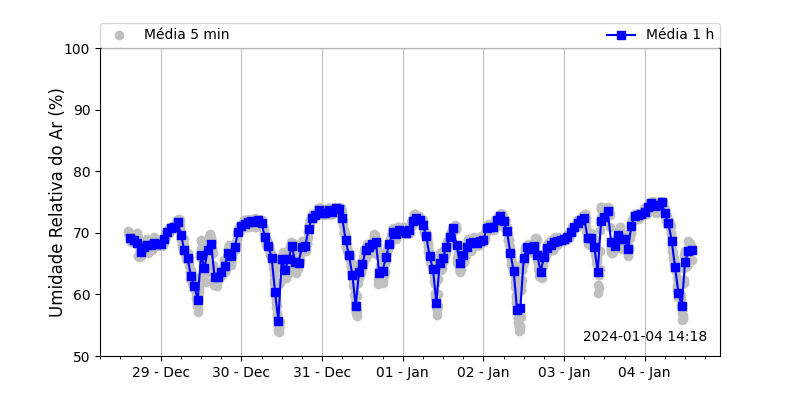 Média 5 min
Média 1 h
Umidade Relativa do Ar (%)
100
90
80
70
60
50
2024-01-04 14:18
29 - Dec
30 - Dec
31 - Dec
01 - Jan
02 - Jan
03 - Jan
04 - Jan